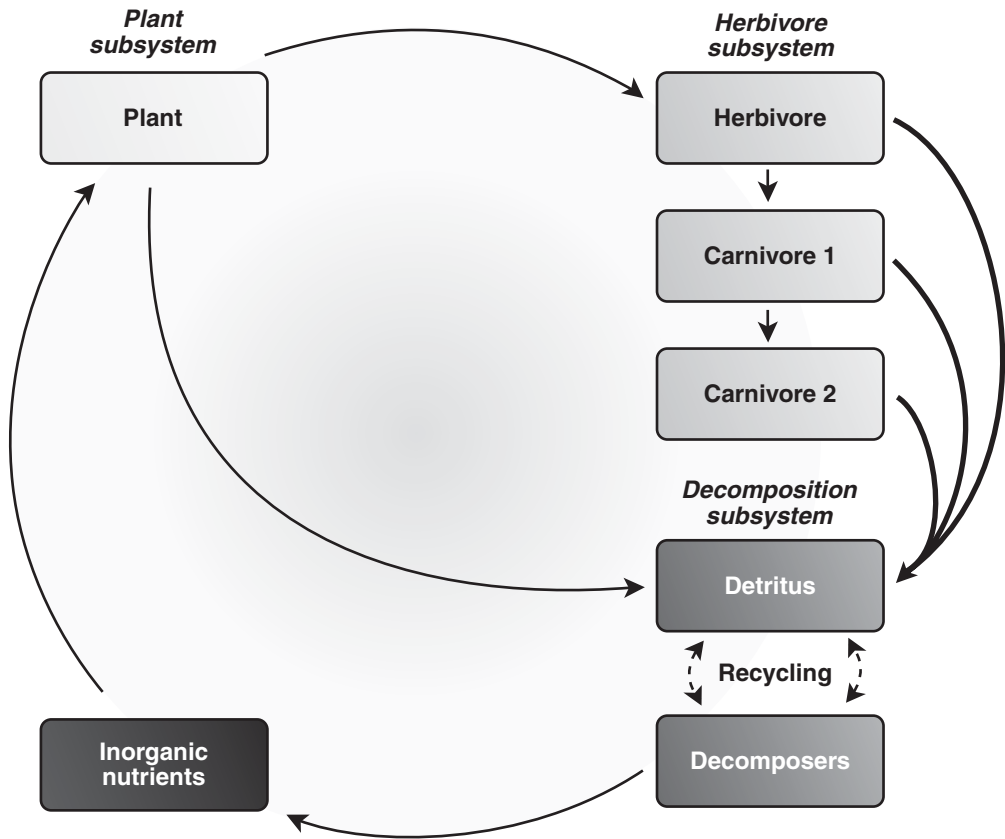 Plant
subsystem
Plant
Herbivore
subsystem
Herbivore
Carnivore 1
Carnivore 2
Decomposition
subsystem
Detritus
Recycling
Decomposers
Inorganic
nutrients